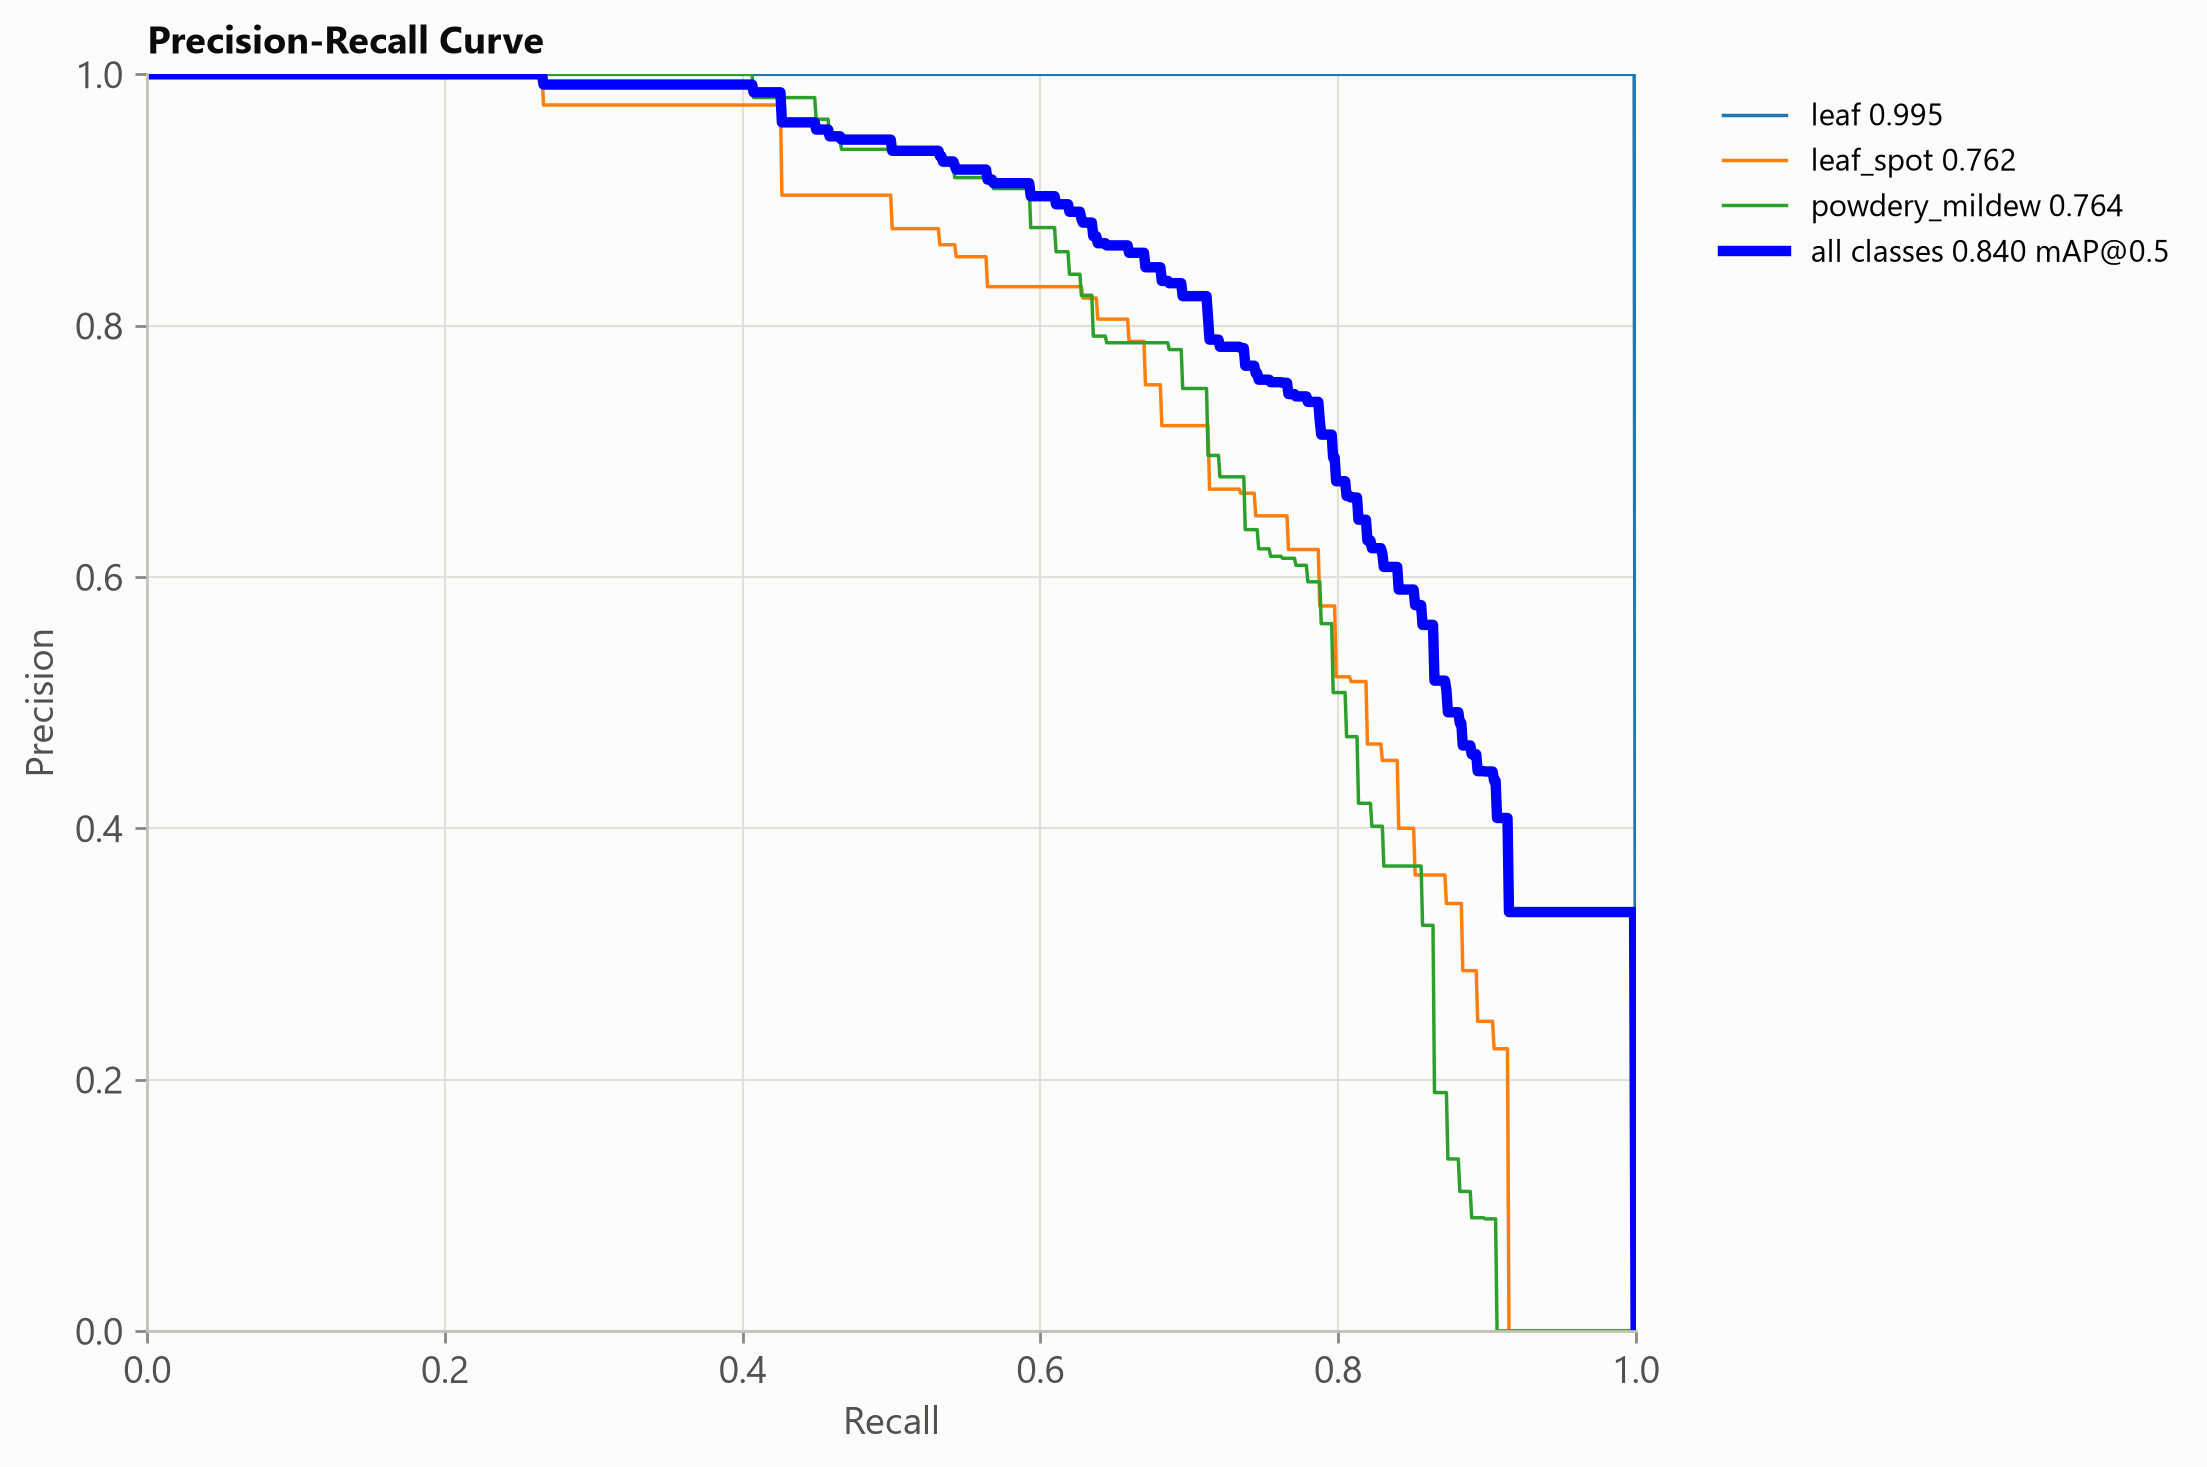 Precision-Recall Curve
1.0
0.8
0.6
0.4
0.2
0.0
Precision
0.0 0.2 0.4 0.6 0.8 1.0
Recall
leaf 0.995
leaf_spot 0.762
powdery_mildew 0.764
all classes 0.840 mAP@0.5